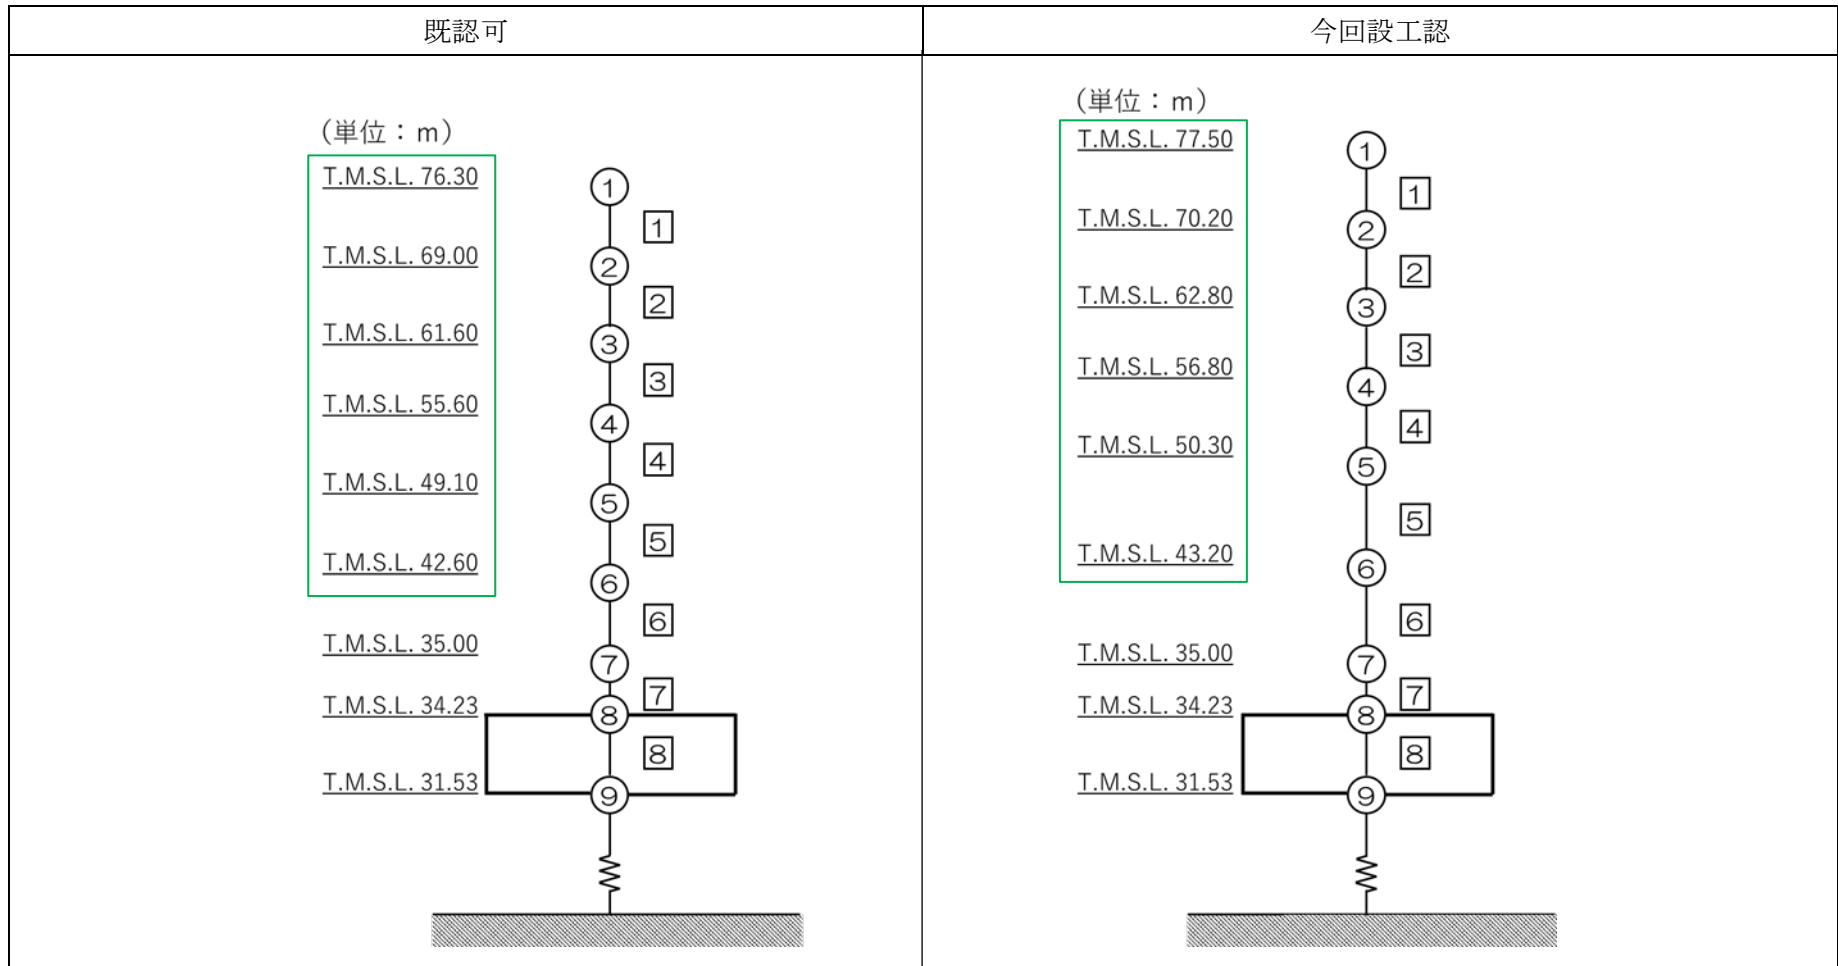 既認可
今回設工認
(単位：m)
T.M.S.L. 76.30
T.M.S.L. 69.00
T.M.S.L. 61.60
T.M.S.L. 55.60
T.M.S.L. 49.10
T.M.S.L. 42.60
T.M.S.L. 35.00
T.M.S.L. 34.23
T.M.S.L. 31.53
1
1
2
2
3
3
4
4
5
5
6
6
7
7
8
8
9
(単位：m)
T.M.S.L. 77.50
T.M.S.L. 70.20
T.M.S.L. 62.80
T.M.S.L. 56.80
T.M.S.L. 50.30
T.M.S.L. 43.20
T.M.S.L. 35.00
T.M.S.L. 34.23
T.M.S.L. 31.53
1
1
2
2
3
3
4
4
5
5
6
6
7
7
8
8
9